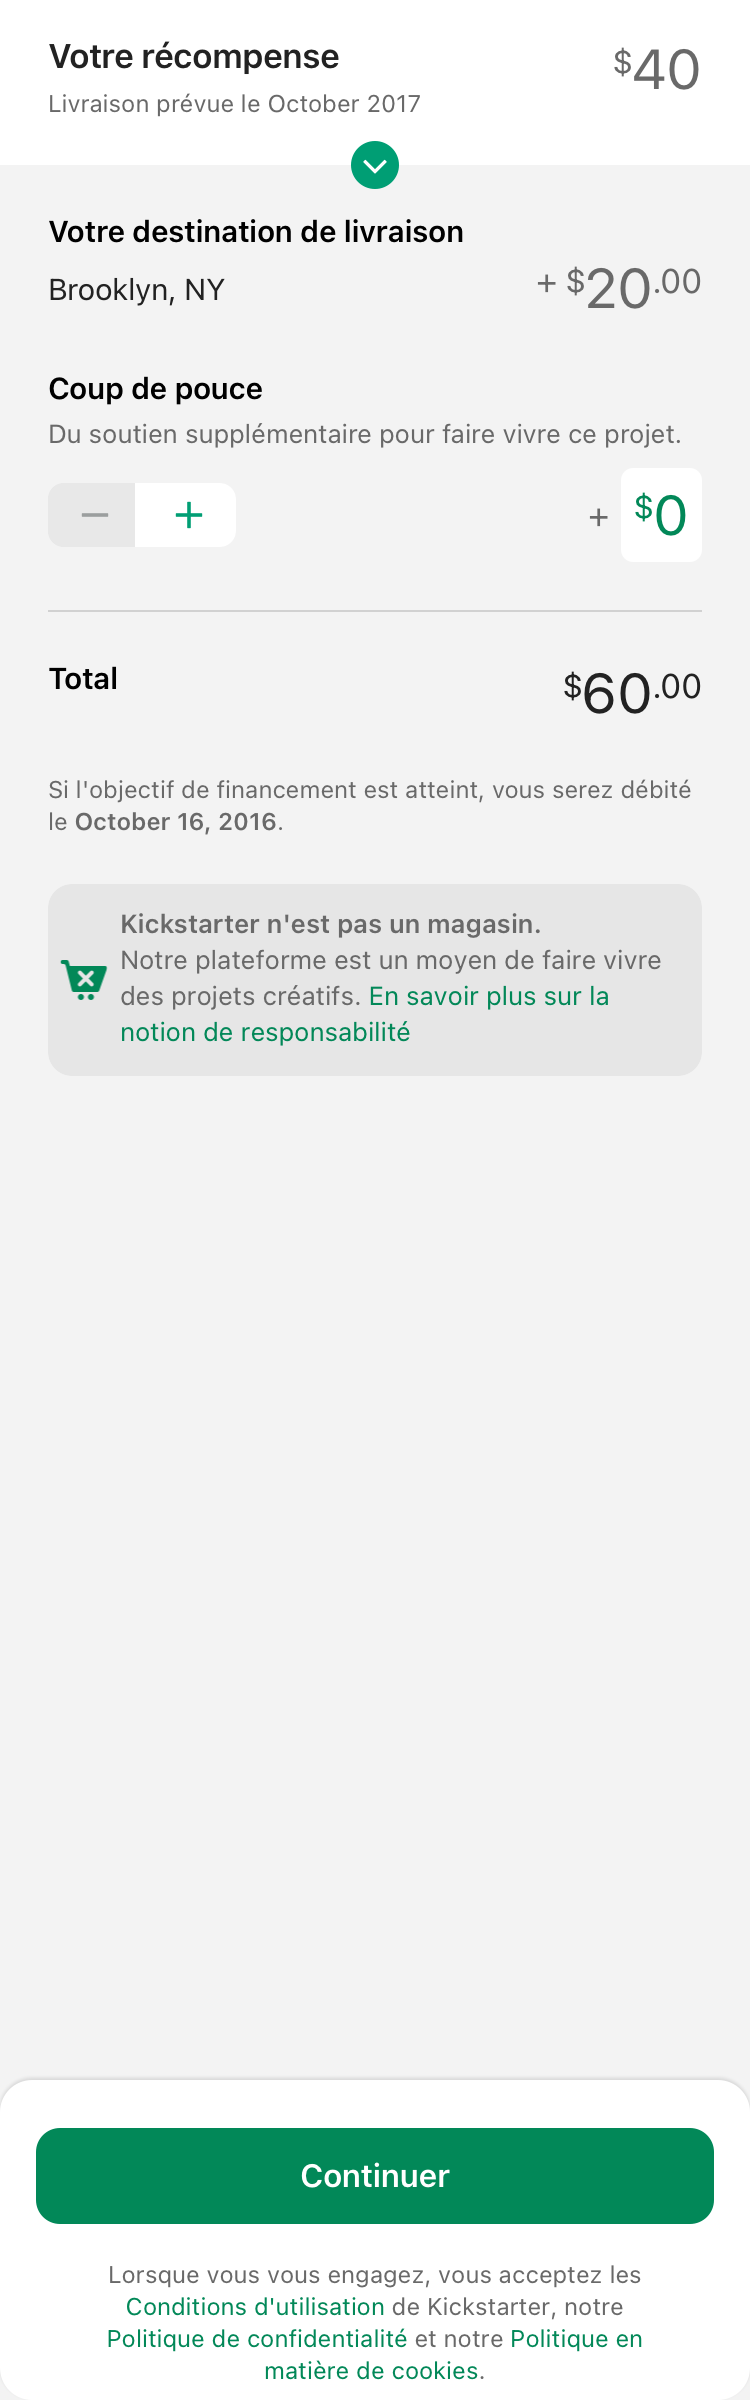 Votre récompense
$40
Livraison prévue le October 2017
Votre destination de livraison
Brooklyn, NY
+ $20.00
Coup de pouce
Du soutien supplémentaire pour faire vivre ce projet.
− +
+ $0
Total
$60.00
Si l'objectif de financement est atteint, vous serez débité
le October 16, 2016.
Kickstarter n'est pas un magasin.
Notre plateforme est un moyen de faire vivre
des projets créatifs. En savoir plus sur la
notion de responsabilité
Continuer
Lorsque vous vous engagez, vous acceptez les
Conditions d'utilisation de Kickstarter, notre
Politique de confidentialité et notre Politique en
matière de cookies.